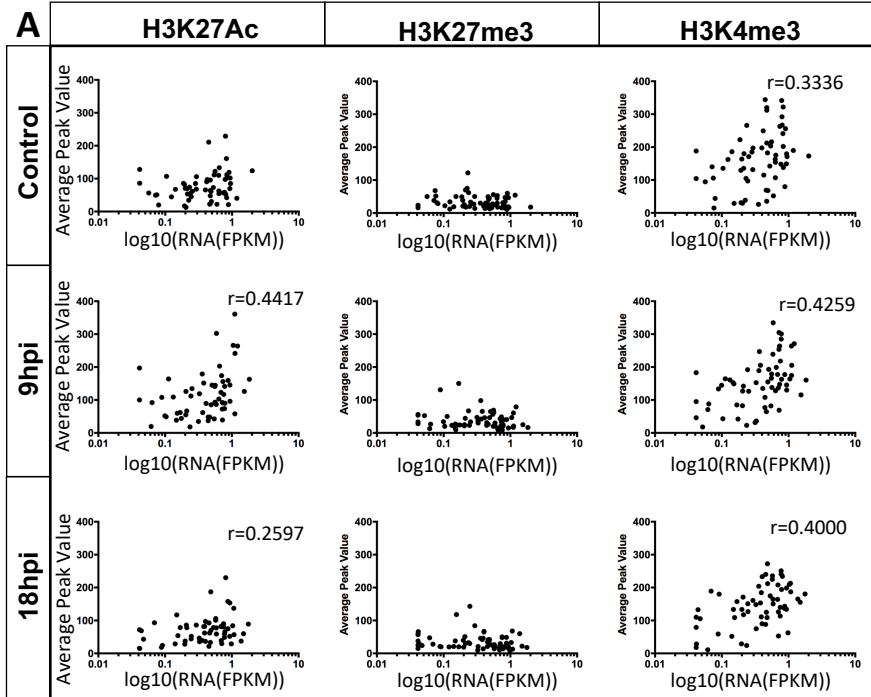 A
H3K27Ac H3K27me3 H3K4me3
Control
Average Peak Value
400
300
200
100
0
0.01 0.1 1 10
log10(RNA(FPKM))
Average Peak Value
400
300
200
100
0
0.01 0.1 1 10
log10(RNA(FPKM))
r=0.3336
Average Peak Value
400
300
200
100
0
0.01 0.1 1 10
log10(RNA(FPKM))
9hpi
r=0.4417
Average Peak Value
400
300
200
100
0
0.01 0.1 1 10
log10(RNA(FPKM))
Average Peak Value
400
300
200
100
0
0.01 0.1 1 10
log10(RNA(FPKM))
r=0.4259
Average Peak Value
400
300
200
100
0
0.01 0.1 1 10
log10(RNA(FPKM))
18hpi
r=0.2597
Average Peak Value
400
300
200
100
0
0.01 0.1 1 10
log10(RNA(FPKM))
Average Peak Value
400
300
200
100
0
0.01 0.1 1 10
log10(RNA(FPKM))
r=0.4000
Average Peak Value
400
300
200
100
0
0.01 0.1 1 10
log10(RNA(FPKM))